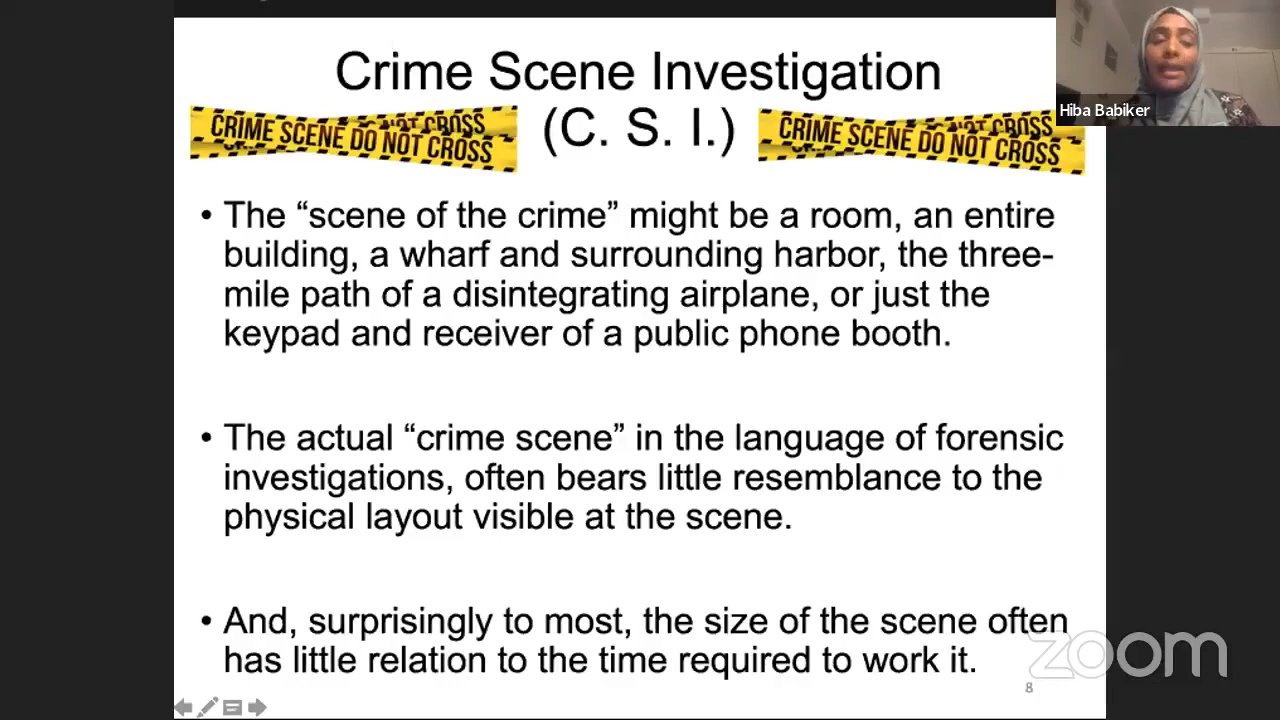 Crime Scene Investigation
(C. S. I.)
CRIME SCENE DO NOT CROSS
NOT CROSS
CRIME SCENE DO NOT CROSS
CROSS
Hiba Babiker
• The “scene of the crime” might be a room, an entire
building, a wharf and surrounding harbor, the three-
mile path of a disintegrating airplane, or just the
keypad and receiver of a public phone booth.
• The actual “crime scene” in the language of forensic
investigations, often bears little resemblance to the
physical layout visible at the scene.
• And, surprisingly to most, the size of the scene often
has little relation to the time required to work it.
zoom
8